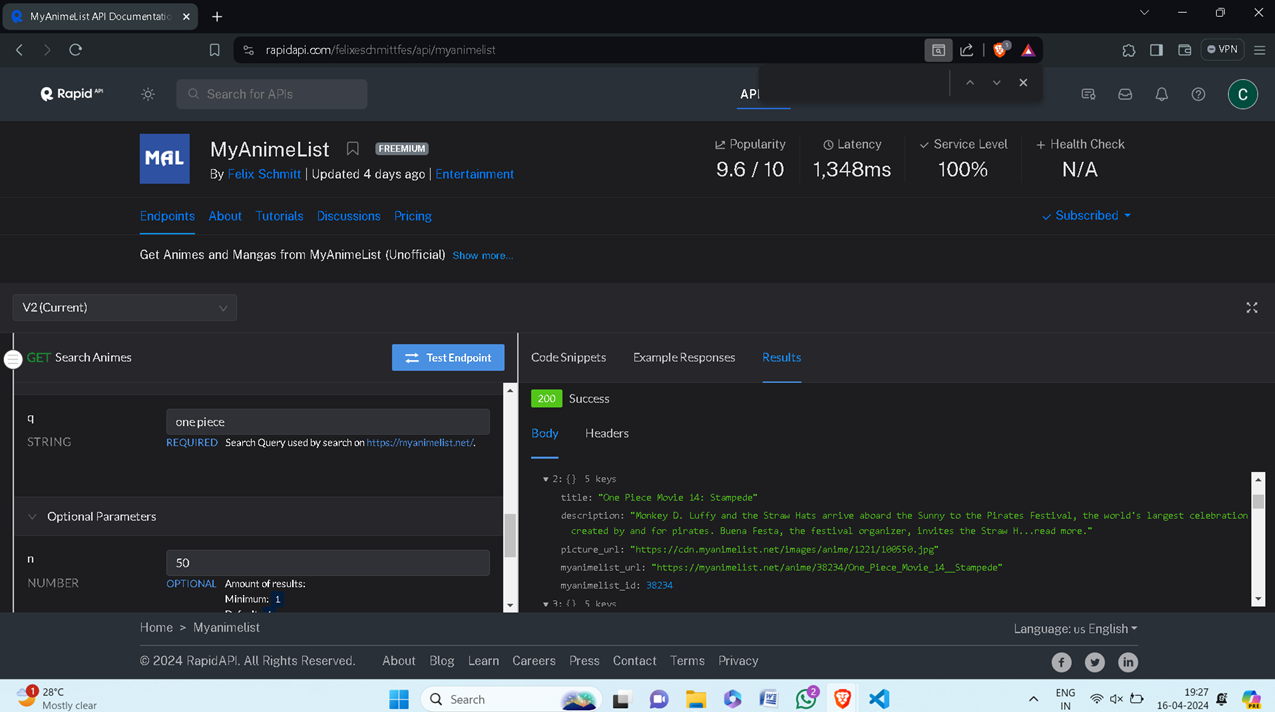 MyAnimeList API Documentatio
rapidapi.com/felixeschmittfes/api/myanimelist
1
VPN
Rapid API
Search for APIs
API
C
MAL
MyAnimeList
FREEMIUM
By Felix Schmitt | Updated 4 days ago | Entertainment
Popularity
9.6 / 10
Latency
1,348ms
Service Level
100%
Health Check
N/A
Endpoints About Tutorials Discussions Pricing
Subscribed
Get Animes and Mangas from MyAnimeList (Unofficial) Show more...
V2 (Current)
GET Search Animes
Test Endpoint
Code Snippets Example Responses Results
q
STRING
one piece
REQUIRED Search Query used by search on https://myanimelist.net/.
Optional Parameters
n
NUMBER
50
OPTIONAL Amount of results:
Minimum: 1
200 Success
Body Headers
2: {} 5 keys
title: "One Piece Movie 14: Stampede"
description: "Monkey D. Luffy and the Straw Hats arrive aboard the Sunny to the Pirates Festival, the world's largest celebration
created by and for pirates. Buena Festa, the festival organizer, invites the Straw H...read more."
picture_url: "https://cdn.myanimelist.net/images/anime/1221/100550.jpg"
myanimelist_url: "https://myanimelist.net/anime/38234/One_Piece_Movie_14__Stampede"
myanimelist_id: 38234
3: {} 5 keys
Home > Myanimelist
Language: us English
© 2024 RapidAPI. All Rights Reserved. About Blog Learn Careers Press Contact Terms Privacy
1
28°C
Mostly clear
Search
2
ENG
IN
19:27
16-04-2024
PRE